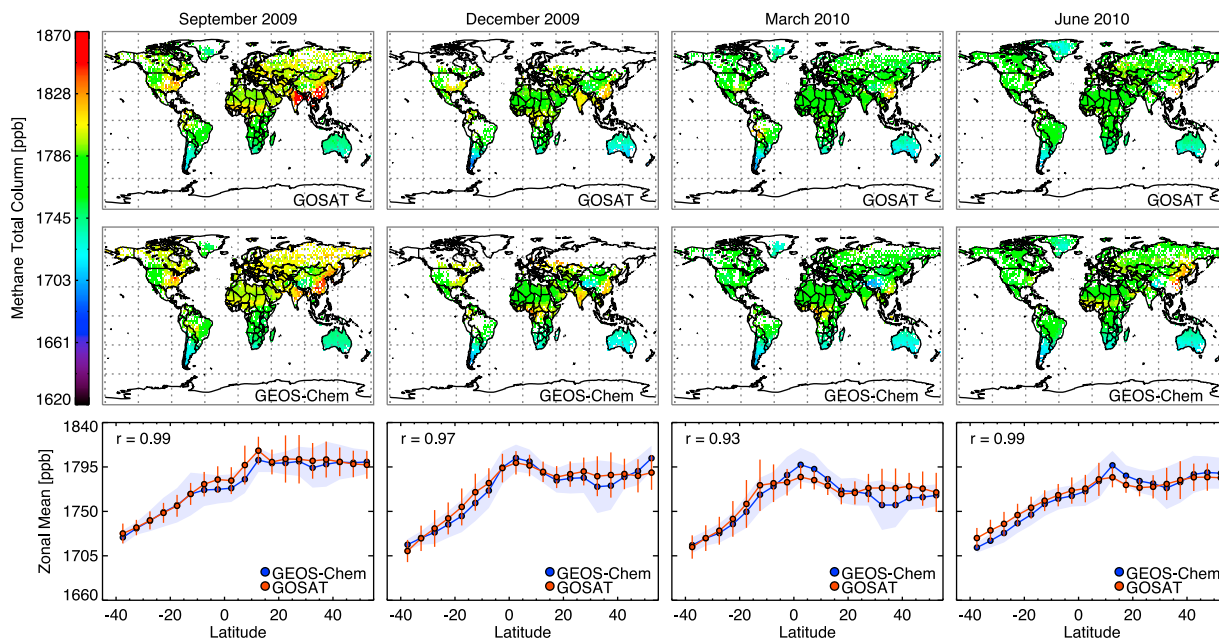 September 2009 December 2009 March 2010 June 2010
Methane Total Column [ppb]
1870
1828
1786
1745
1703
1661
1620
GOSAT GOSAT GOSAT GOSAT
GEOS-Chem GEOS-Chem GEOS-Chem GEOS-Chem
Zonal Mean [ppb]
1840
1795
1750
1705
1660
r = 0.99 r = 0.97 r = 0.93 r = 0.99
GEOS-Chem GEOS-Chem GEOS-Chem GEOS-Chem
GOSAT GOSAT GOSAT GOSAT
-40 -20 0 20 40 -40 -20 0 20 40 -40 -20 0 20 40 -40 -20 0 20 40
Latitude Latitude Latitude Latitude